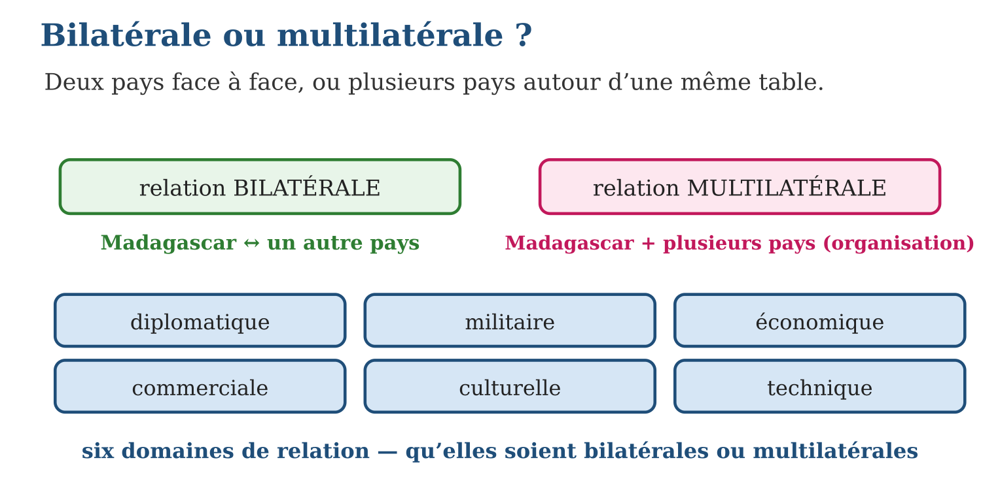 Bilatérale ou multilatérale ?
Deux pays face à face, ou plusieurs pays autour d’une même table.
relation BILATÉRALE
relation MULTILATÉRALE
Madagascar ↔ un autre pays
Madagascar + plusieurs pays (organisation)
diplomatique
militaire
économique
commerciale
culturelle
technique
six domaines de relation — qu’elles soient bilatérales ou multilatérales